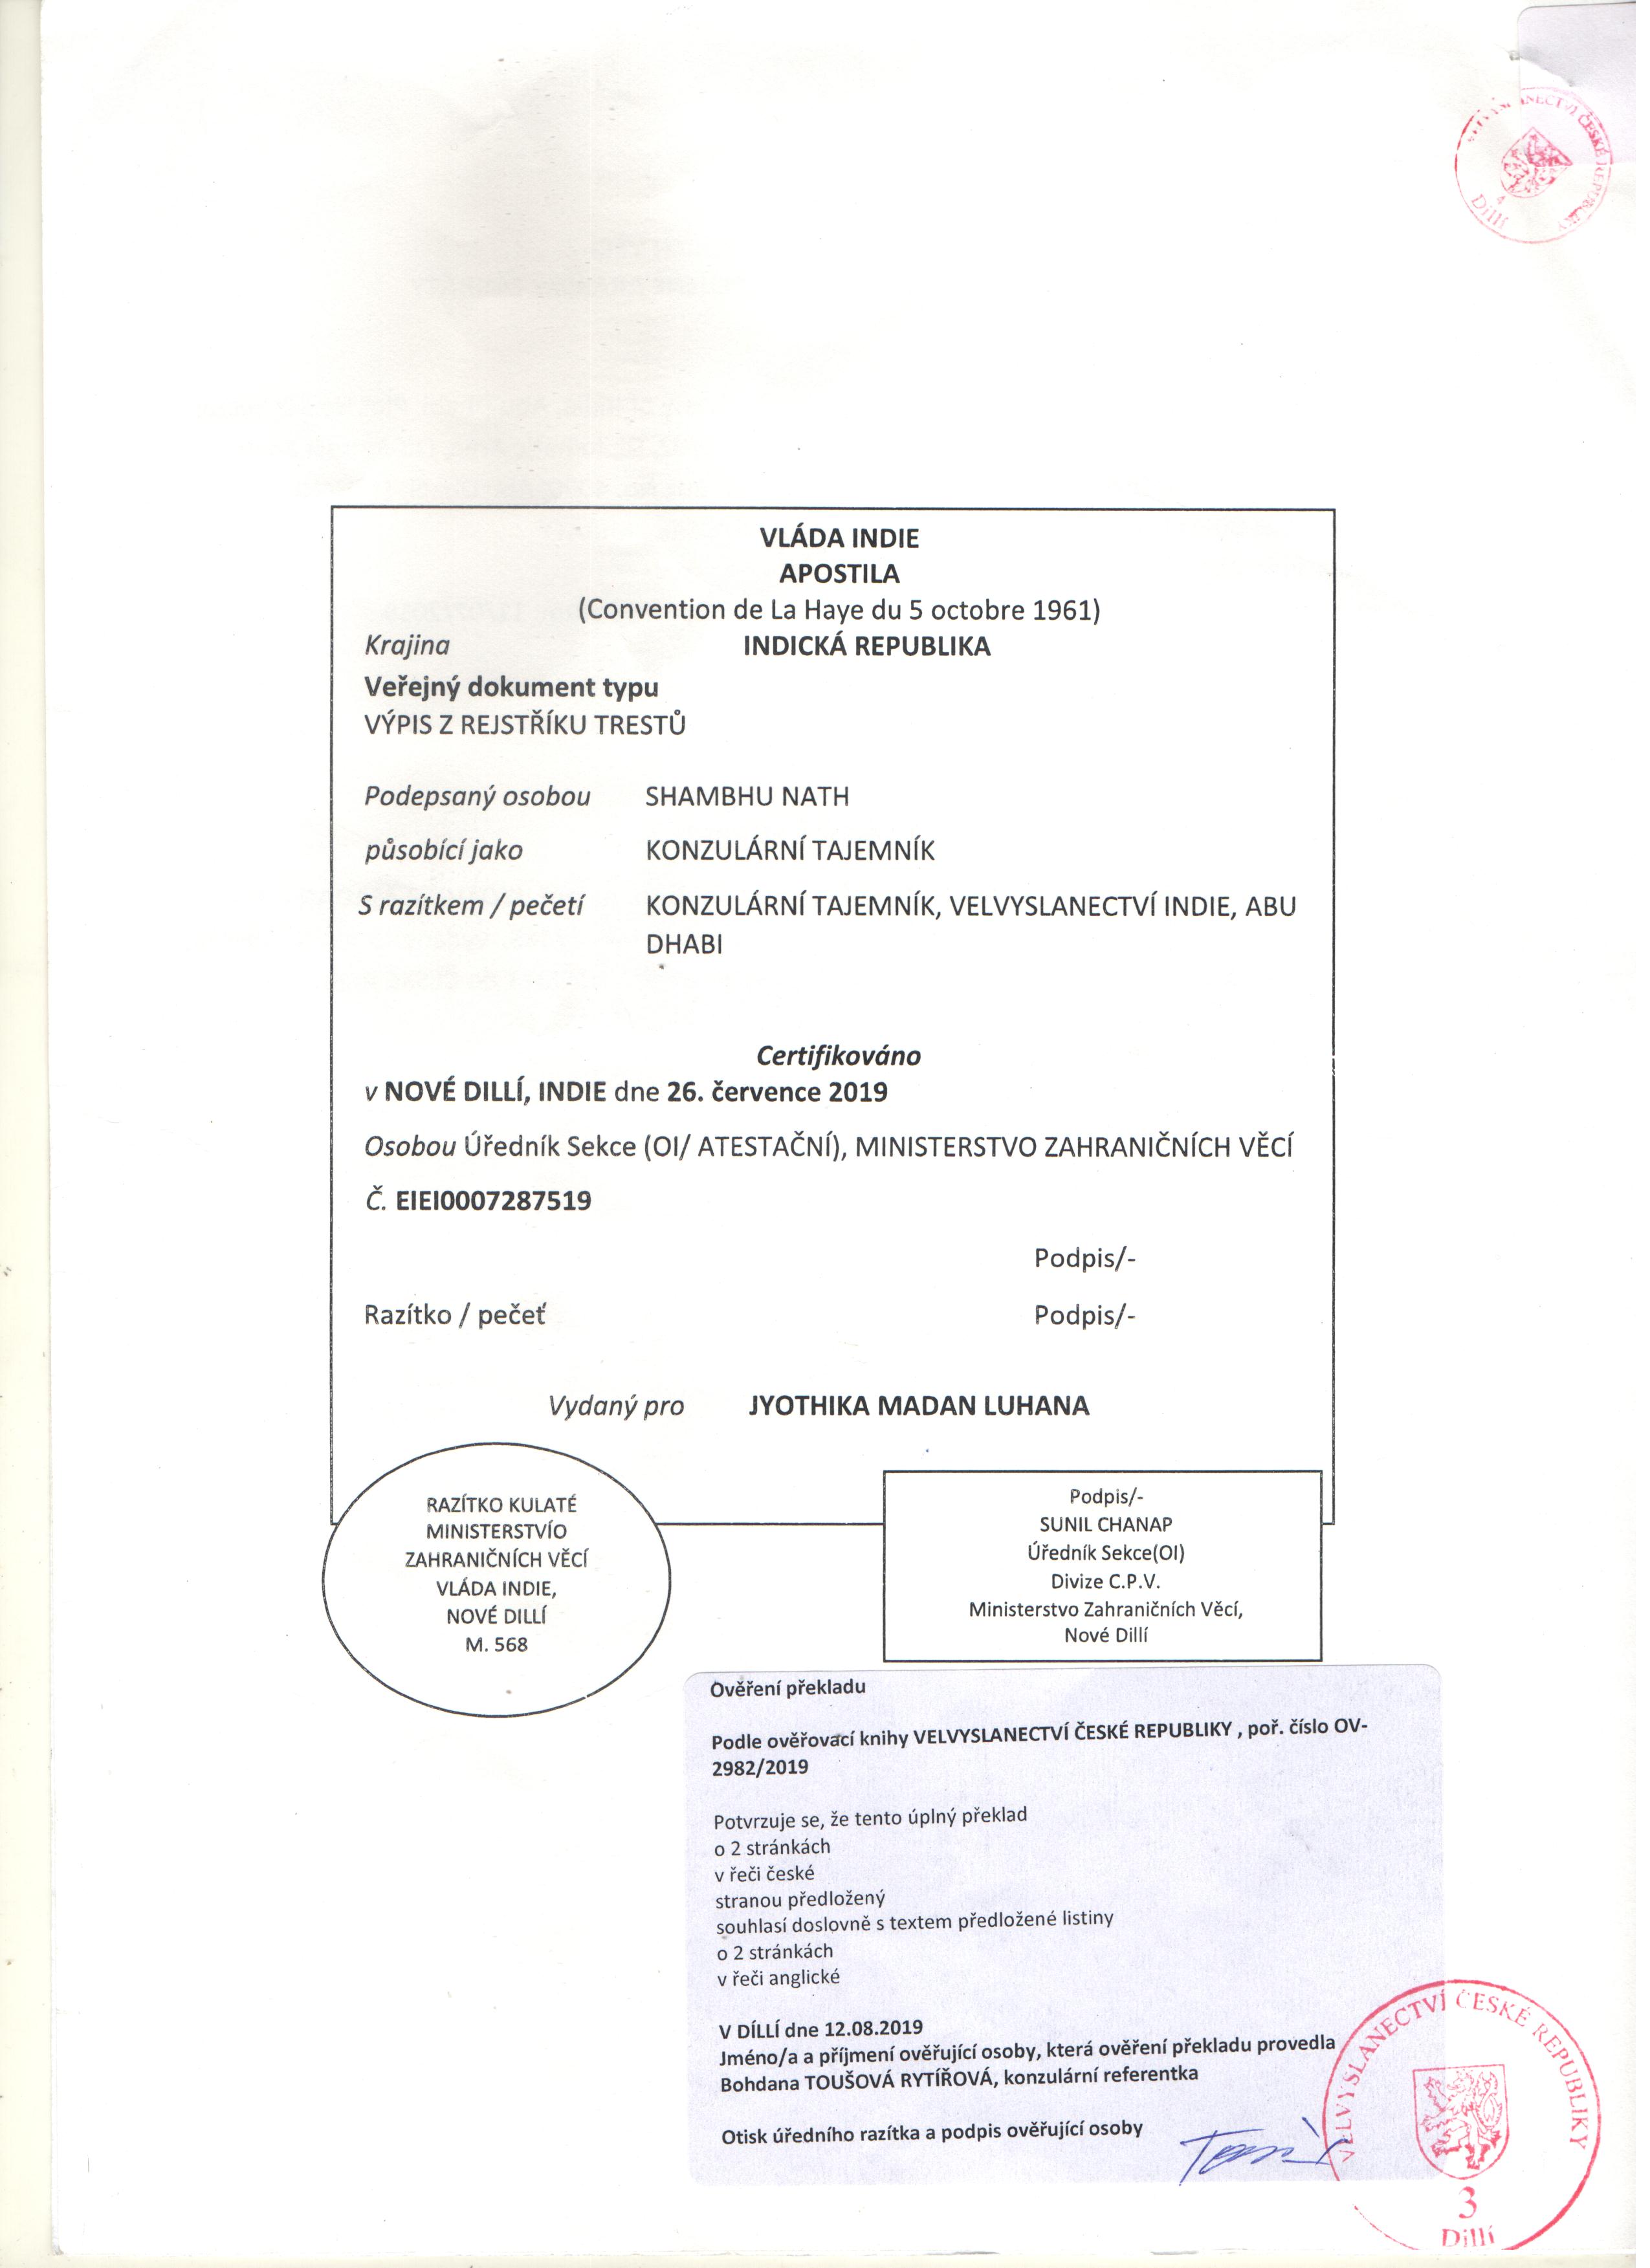 VELVYSLANECTVÍ ČESKÉ REPUBLIKY
4
Dillí
VLÁDA INDIE
APOSTILA
(Convention de La Haye du 5 octobre 1961)
Krajina INDICKÁ REPUBLIKA
Veřejný dokument typu
VÝPIS Z REJSTŘÍKU TRESTŮ
Podepsaný osobou SHAMBHU NATH
působící jako KONZULÁRNÍ TAJEMNÍK
S razítkem / pečetí KONZULÁRNÍ TAJEMNÍK, VELVYSLANECTVÍ INDIE, ABU
DHABI
Certifikováno
v NOVÉ DILLÍ, INDIE dne 26. července 2019
Osobou Úředník Sekce (OI/ ATESTAČNÍ), MINISTERSTVO ZAHRANIČNÍCH VĚCÍ
Č. EIEI0007287519
Podpis/-
Razítko / pečeť Podpis/-
Vydaný pro JYOTHIKA MADAN LUHANA
RAZÍTKO KULATÉ
MINISTERSTVÍO
ZAHRANIČNÍCH VĚCÍ
VLÁDA INDIE,
NOVÉ DILLÍ
M. 568
Podpis/-
SUNIL CHANAP
Úředník Sekce(OI)
Divize C.P.V.
Ministerstvo Zahraničních Věcí,
Nové Dillí
Ověření překladu
Podle ověřovací knihy VELVYSLANECTVÍ ČESKÉ REPUBLIKY , poř. číslo OV-
2982/2019
Potvrzuje se, že tento úplný překlad
o 2 stránkách
v řeči české
stranou předložený
souhlasí doslovně s textem předložené listiny
o 2 stránkách
v řeči anglické
V DÍLLÍ dne 12.08.2019
Jméno/a a příjmení ověřující osoby, která ověření překladu provedla
Bohdana TOUŠOVÁ RYTÍŘOVÁ, konzulární referentka
Otisk úředního razítka a podpis ověřující osoby
VELVYSLANECTVÍ ČESKÉ REPUBLIKY
3
Dillí